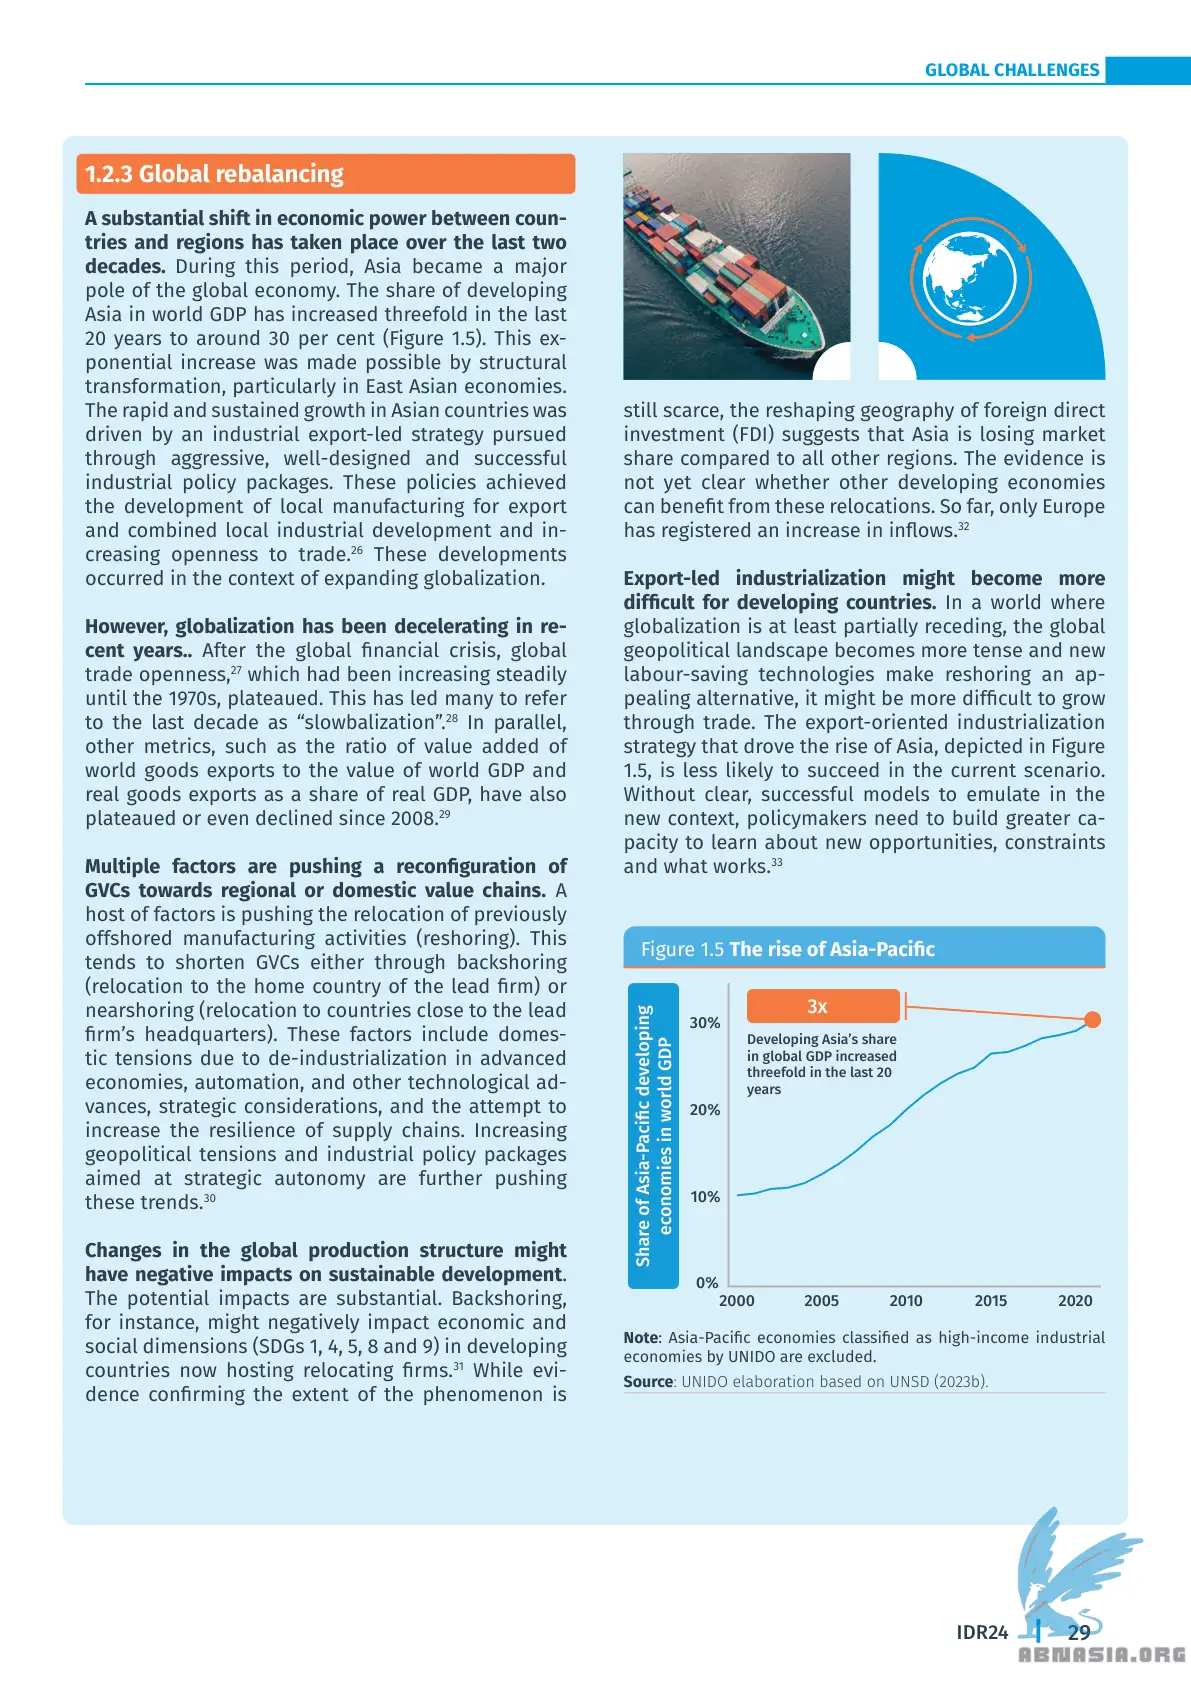 GLOBAL CHALLENGES
1.2.3 Global rebalancing
A substantial shift in economic power between coun-
tries and regions has taken place over the last two
decades. During this period, Asia became a major
pole of the global economy. The share of developing
Asia in world GDP has increased threefold in the last
20 years to around 30 per cent (Figure 1.5). This ex-
ponential increase was made possible by structural
transformation, particularly in East Asian economies.
The rapid and sustained growth in Asian countries was
driven by an industrial export-led strategy pursued
through aggressive, well-designed and successful
industrial policy packages. These policies achieved
the development of local manufacturing for export
and combined local industrial development and in-
creasing openness to trade.26 These developments
occurred in the context of expanding globalization.
However, globalization has been decelerating in re-
cent years.. After the global financial crisis, global
trade openness,27 which had been increasing steadily
until the 1970s, plateaued. This has led many to refer
to the last decade as “slowbalization”.28 In parallel,
other metrics, such as the ratio of value added of
world goods exports to the value of world GDP and
real goods exports as a share of real GDP, have also
plateaued or even declined since 2008.29
Multiple factors are pushing a reconfiguration of
GVCs towards regional or domestic value chains. A
host of factors is pushing the relocation of previously
offshored manufacturing activities (reshoring). This
tends to shorten GVCs either through backshoring
(relocation to the home country of the lead firm) or
nearshoring (relocation to countries close to the lead
firm’s headquarters). These factors include domes-
tic tensions due to de-industrialization in advanced
economies, automation, and other technological ad-
vances, strategic considerations, and the attempt to
increase the resilience of supply chains. Increasing
geopolitical tensions and industrial policy packages
aimed at strategic autonomy are further pushing
these trends.30
Changes in the global production structure might
have negative impacts on sustainable development.
The potential impacts are substantial. Backshoring,
for instance, might negatively impact economic and
social dimensions (SDGs 1, 4, 5, 8 and 9) in developing
countries now hosting relocating firms.31 While evi-
dence confirming the extent of the phenomenon is
still scarce, the reshaping geography of foreign direct
investment (FDI) suggests that Asia is losing market
share compared to all other regions. The evidence is
not yet clear whether other developing economies
can benefit from these relocations. So far, only Europe
has registered an increase in inflows.32
Export-led industrialization might become more
difficult for developing countries. In a world where
globalization is at least partially receding, the global
geopolitical landscape becomes more tense and new
labour-saving technologies make reshoring an ap-
pealing alternative, it might be more difficult to grow
through trade. The export-oriented industrialization
strategy that drove the rise of Asia, depicted in Figure
1.5, is less likely to succeed in the current scenario.
Without clear, successful models to emulate in the
new context, policymakers need to build greater ca-
pacity to learn about new opportunities, constraints
and what works.33
Figure 1.5 The rise of Asia-Pacific
Share of Asia-Pacific developing
economies in world GDP
30%
20%
10%
0%
3x
Developing Asia’s share
in global GDP increased
threefold in the last 20
years
2000 2005 2010 2015 2020
Note: Asia-Pacific economies classified as high-income industrial
economies by UNIDO are excluded.
Source: UNIDO elaboration based on UNSD (2023b).
IDR24 29
ABNASIA.ORG